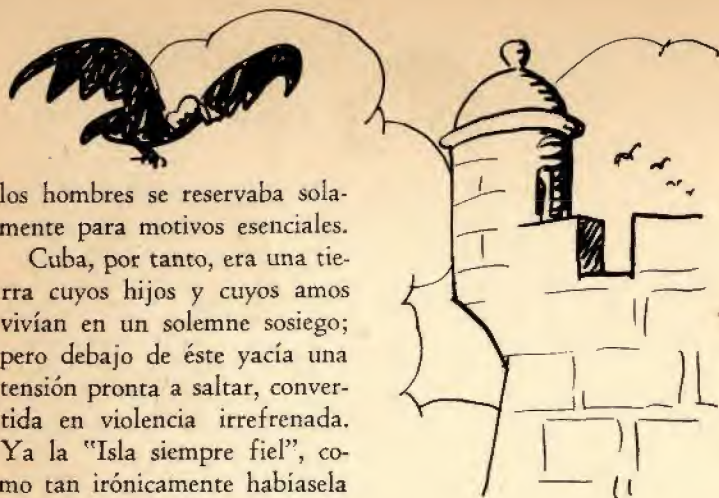 los hombres se reservaba sola-
mente para motivos esenciales.
Cuba, por tanto, era una tie-
rra cuyos hijos y cuyos amos
vivían en un solemne sosiego;
pero debajo de éste yacía una
tensión pronta a saltar, conver-
tida en violencia irrefrenada.
Ya la "Isla siempre fiel", co-
mo tan irónicamente habíasela